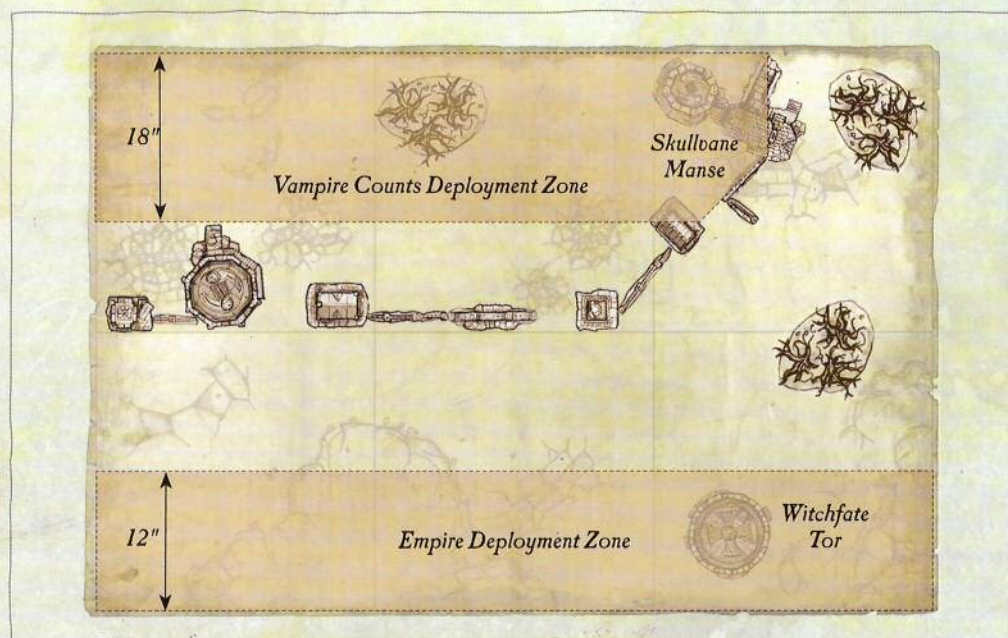 18"
Skullvane
Manse
Vampire Counts Deployment Zone
12"
Empire Deployment Zone
Witchfate
Tor